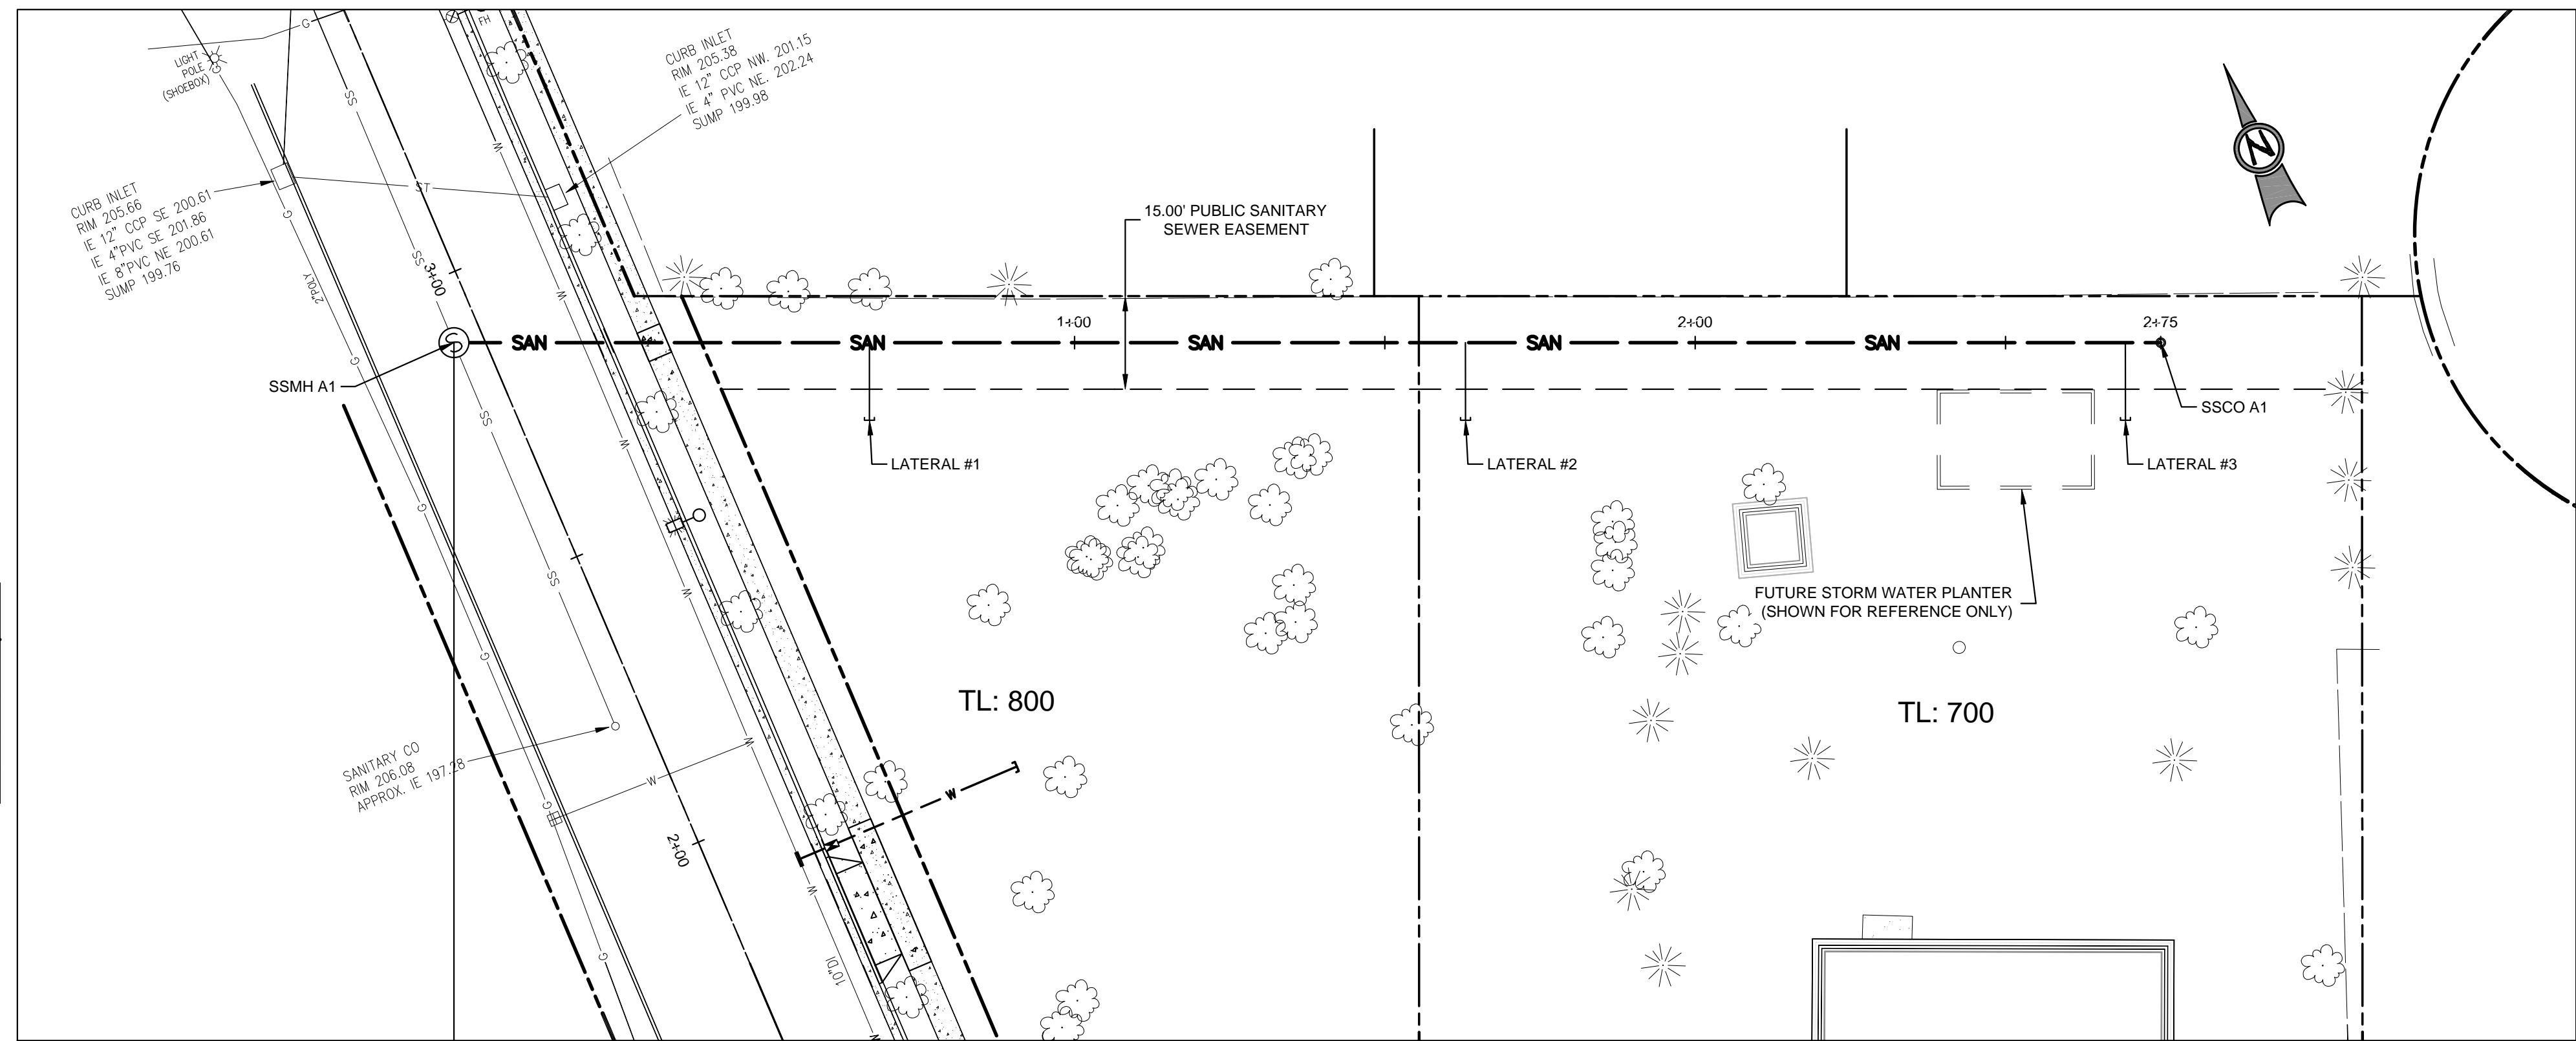 G
FH
LIGHT
POLE
(SHOEBOX)
G
SS
CURB INLET
RIM 205.38
IE 12" CCP NW. 201.15
IE 4" PVC NE. 202.24
SUMP 199.98
W
N
ST
CURB INLET
RIM 205.66
IE 12" CCP SE 200.61
IE 4"PVC SE 201.86
IE 8"PVC NE 200.61
SUMP 199.76
G
15.00' PUBLIC SANITARY
SEWER EASEMENT
SS
3+00
2"POLY
W
1+00
2+00
2+75
SAN
SAN
SAN
SAN
SAN
G
SSMH A1
SSCO A1
SS
W
LATERAL #1
LATERAL #2
LATERAL #3
G
SS
W
FUTURE STORM WATER PLANTER
(SHOWN FOR REFERENCE ONLY)
G
TL: 800
TL: 700
SANITARY CO
RIM 206.08
APPROX. IE 197.28
W
W
W
G
2+00
W
W
10"DI
G
W